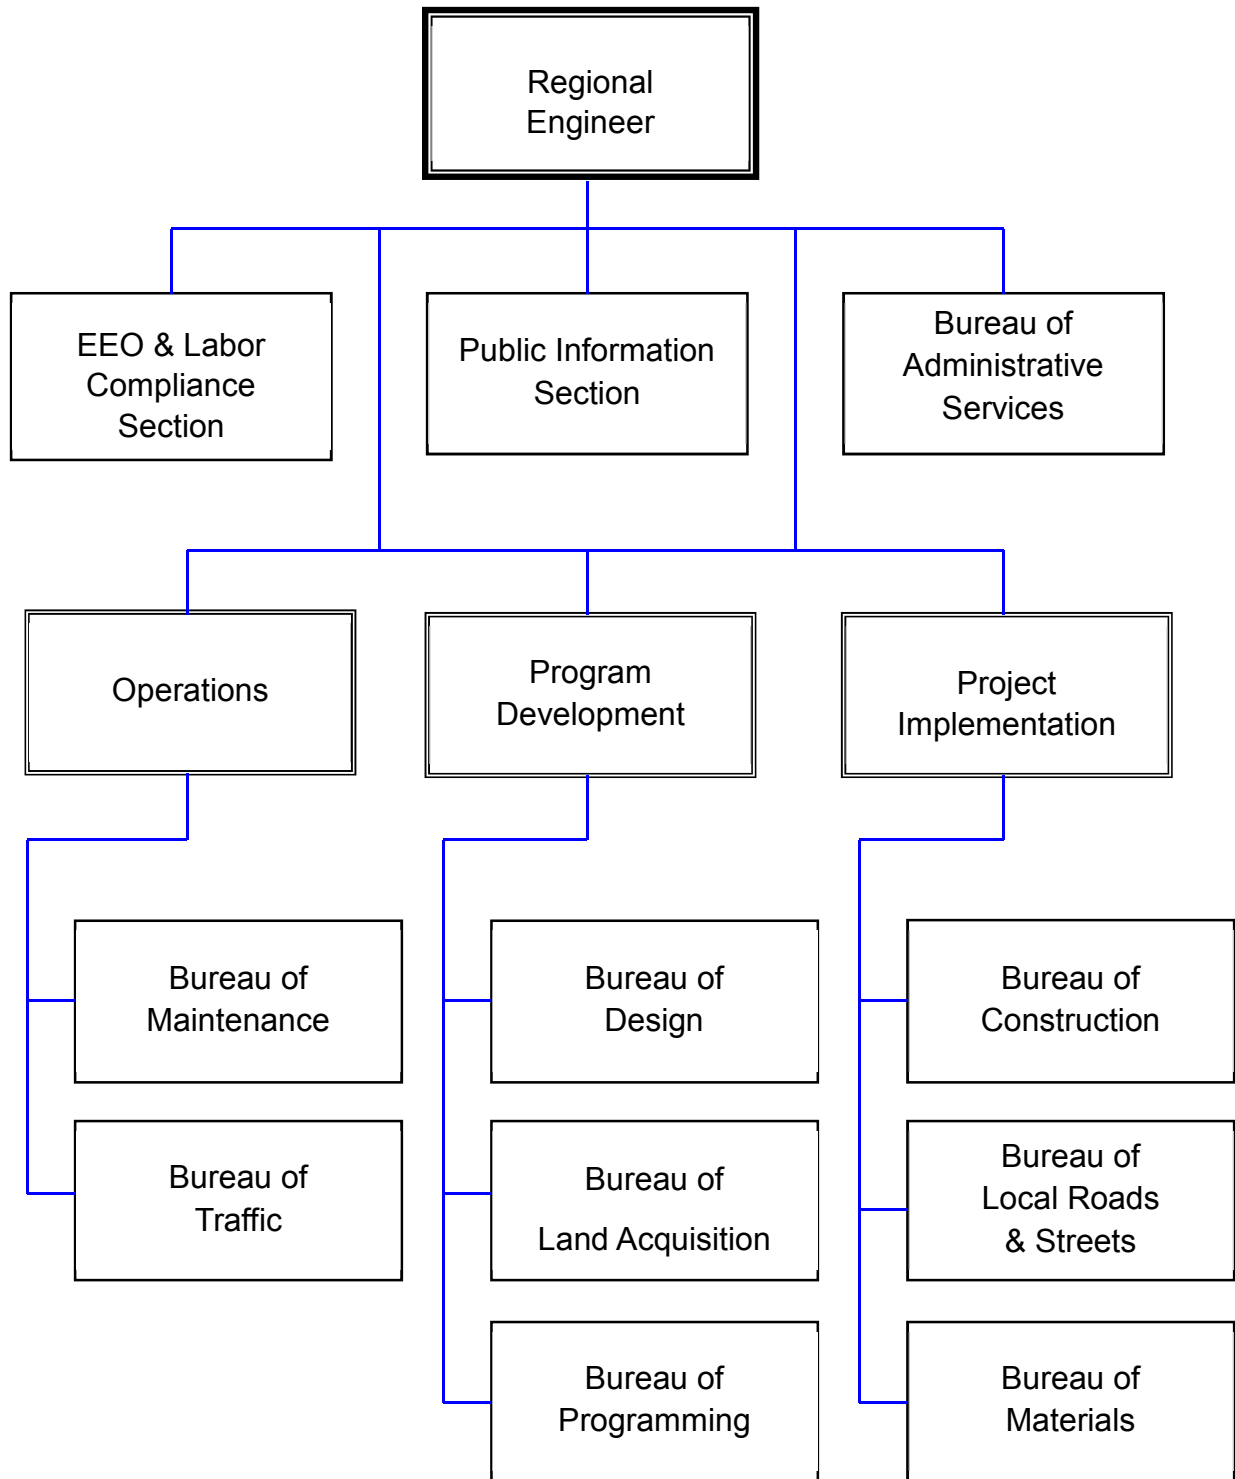 Regional
Engineer
EEO & Labor
Compliance
Section
Public Information
Section
Bureau of
Administrative
Services
Operations
Program
Development
Project
Implementation
Bureau of
Maintenance
Bureau of
Traffic
Bureau of
Design
Bureau of
Land Acquisition
Bureau of
Programming
Bureau of
Construction
Bureau of
Local Roads
& Streets
Bureau of
Materials